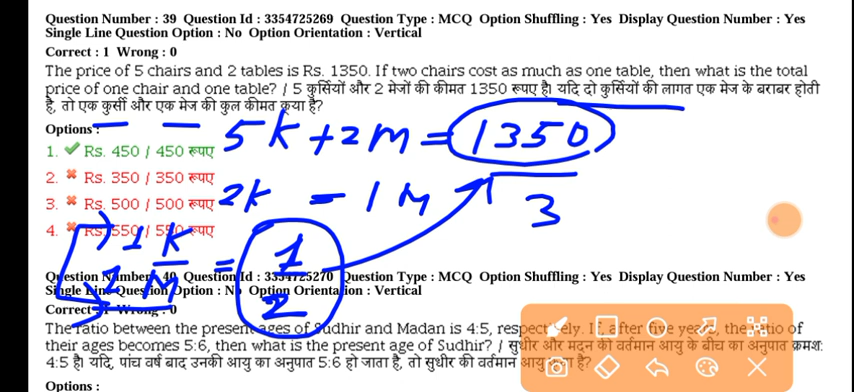 Question Number : 39 Question Id : 3354725269 Question Type : MCQ Option Shuffling : Yes Display Question Number : Yes
Single Line Question Option : No Option Orientation : Vertical
Correct : 1 Wrong : 0
The price of 5 chairs and 2 tables is Rs. 1350. If two chairs cost as much as one table, then what is the total
price of one chair and one table? / 5 कुर्सियों और 2 मेजों की कीमत 1350 रूपए है। यदि दो कुर्सियों की लागत एक मेज के बराबर होती
है, तो एक कुर्सी और एक मेज की कुल कीमत क्या है?
Options :
5K+2M=1350
1. Rs. 450 / 450 रूपए
2. Rs. 350 / 350 रूपए
3. Rs. 500 / 500 रूपए
2K = 1M
3
4. Rs. 550 / 550 रूपए
1K
1M
= 1
2
Question Number : 40 Question Id : 3354725270 Question Type : MCQ Option Shuffling : Yes Display Question Number : Yes
Single Line Question Option : No Option Orientation : Vertical
Correct : 1 Wrong : 0
The ratio between the present ages of Sudhir and Madan is 4:5, respectively. If, after five years, the ratio of
their ages becomes 5:6, then what is the present age of Sudhir? / सुधीर और मदन की वर्तमान आयु के बीच का अनुपात क्रमश:
4:5 है। यदि, पांच वर्ष बाद उनकी आयु का अनुपात 5:6 हो जाता है, तो सुधीर की वर्तमान आयु क्या है?
Options :